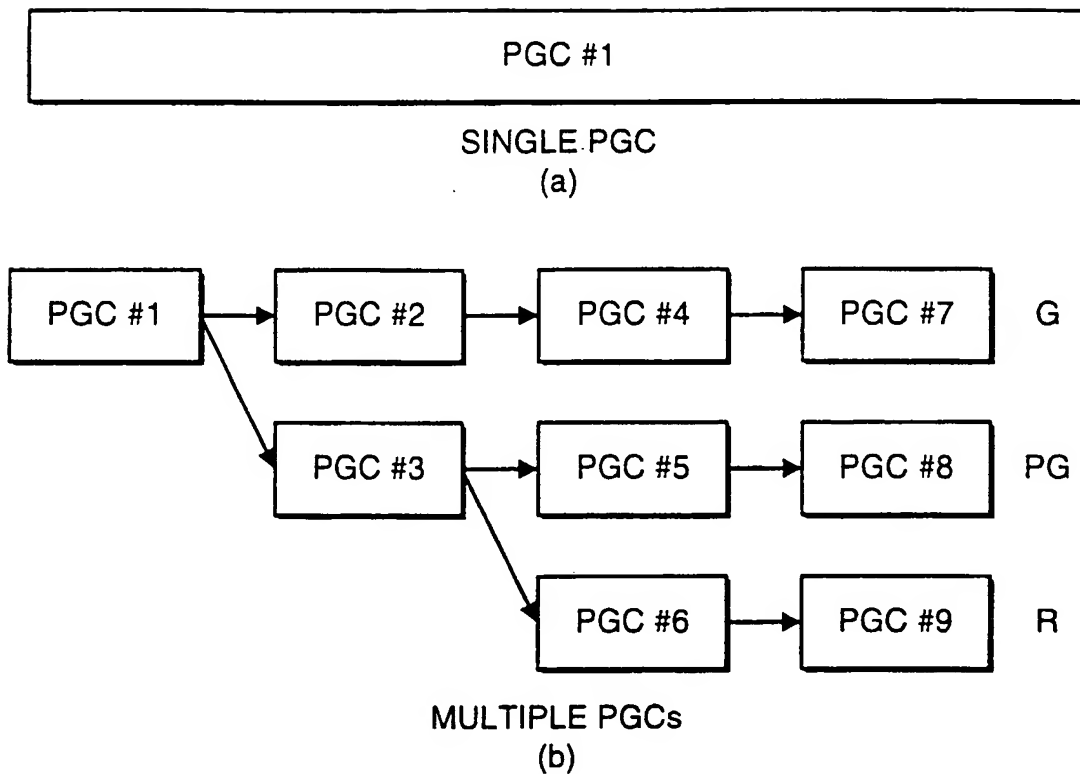 PGC #1
SINGLE PGC
(a)
PGC #1 PGC #2 PGC #4 PGC #7 G
PGC #3 PGC #5 PGC #8 PG
PGC #6 PGC #9 R
MULTIPLE PGCs
(b)